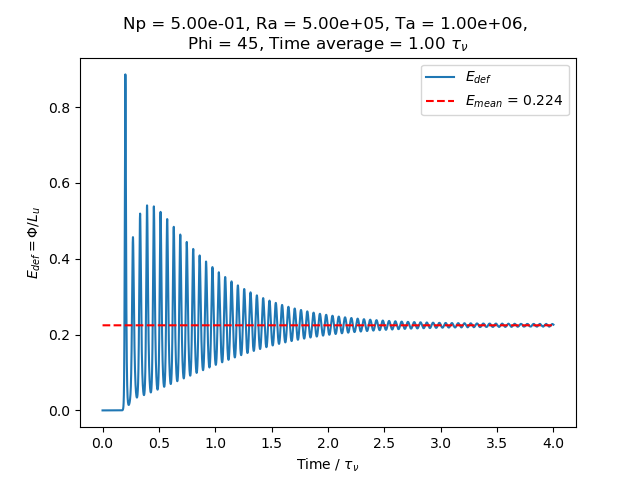 Np = 5.00e-01, Ra = 5.00e+05, Ta = 1.00e+06,
Phi = 45, Time average = 1.00 τ_ν
E_def
E_mean = 0.224
E_def = Φ/L_u
0.8
0.6
0.4
0.2
0.0
0.0 0.5 1.0 1.5 2.0 2.5 3.0 3.5 4.0
Time / τ_ν